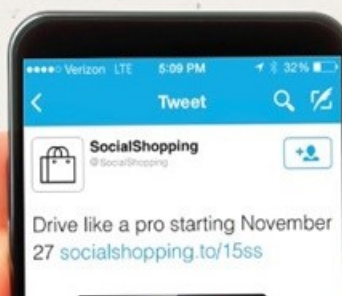 Verizon LTE 5:09 PM 32%
Tweet
SocialShopping
@SocialShopping
Drive like a pro starting November
27 socialshopping.to/15ss